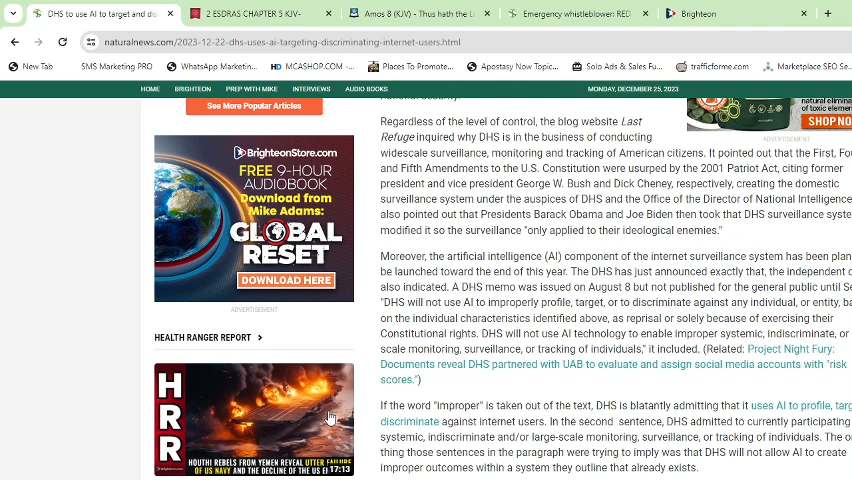 DHS to use AI to target and dis
2 ESDRAS CHAPTER 5 KJV-
Amos 8 (KJV) - Thus hath the L
Emergency whistleblower: RED
Brighteon
naturalnews.com/2023-12-22-dhs-uses-ai-targeting-discriminating-internet-users.html
New Tab
SMS Marketing PRO
WhatsApp Marketin...
HD MCASHOP.COM -...
Places To Promote...
Apostasy Now Topic...
Solo Ads & Sales Fu...
trafficforme.com
Marketplace SEO Se
HOME
BRIGHTEON
PREP WITH MIKE
INTERVIEWS
AUDIO BOOKS
MONDAY, DECEMBER 25, 2023
See More Popular Articles
BrighteonStore.com
FREE 9-HOUR
AUDIOBOOK
Download from
Mike Adams:
GLOBAL
RESET
DOWNLOAD HERE
ADVERTISEMENT
HEALTH RANGER REPORT >
HRR
HOUTHI REBELS FROM YEMEN REVEAL UTTER FAILURE
OF US NAVY AND THE DECLINE OF THE US E
17:13
national security.
Regardless of the level of control, the blog website Last
Refuge inquired why DHS is in the business of conducting
widescale surveillance, monitoring and tracking of American citizens. It pointed out that the First, Fou
and Fifth Amendments to the U.S. Constitution were usurped by the 2001 Patriot Act, citing former
president and vice president George W. Bush and Dick Cheney, respectively, creating the domestic
surveillance system under the auspices of DHS and the Office of the Director of National Intelligence
also pointed out that Presidents Barack Obama and Joe Biden then took that DHS surveillance syste
modified it so the surveillance "only applied to their ideological enemies."
Moreover, the artificial intelligence (AI) component of the internet surveillance system has been plan
be launched toward the end of this year. The DHS has just announced exactly that, the independent o
also indicated. A DHS memo was issued on August 8 but not published for the general public until Se
"DHS will not use AI to improperly profile, target, or to discriminate against any individual, or entity, ba
on the individual characteristics identified above, as reprisal or solely because of exercising their
Constitutional rights. DHS will not use AI technology to enable improper systemic, indiscriminate, or
scale monitoring, surveillance, or tracking of individuals," it included. (Related: Project Night Fury:
Documents reveal DHS partnered with UAB to evaluate and assign social media accounts with "risk
scores.")
If the word "improper" is taken out of the text, DHS is blatantly admitting that it uses AI to profile, targ
discriminate against internet users. In the second sentence, DHS admitted to currently participating
systemic, indiscriminate and/or large-scale monitoring, surveillance, or tracking of individuals. The o
thing those sentences in the paragraph were trying to imply was that DHS will not allow AI to create
improper outcomes within a system they outline that already exists.
natural elimin
of toxic elemen
SHOP NO
ADVERTISEMENT